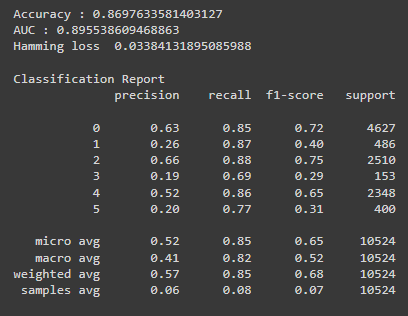 Accuracy : 0.8697633581403127
AUC : 0.895538609468863
Hamming loss  0.03384131895085988
Classification Report
precision recall f1-score support
0 0.63 0.85 0.72 4627
1 0.26 0.87 0.40 486
2 0.66 0.88 0.75 2510
3 0.19 0.69 0.29 153
4 0.52 0.86 0.65 2348
5 0.20 0.77 0.31 400
micro avg 0.52 0.85 0.65 10524
macro avg 0.41 0.82 0.52 10524
weighted avg 0.57 0.85 0.68 10524
samples avg 0.06 0.08 0.07 10524